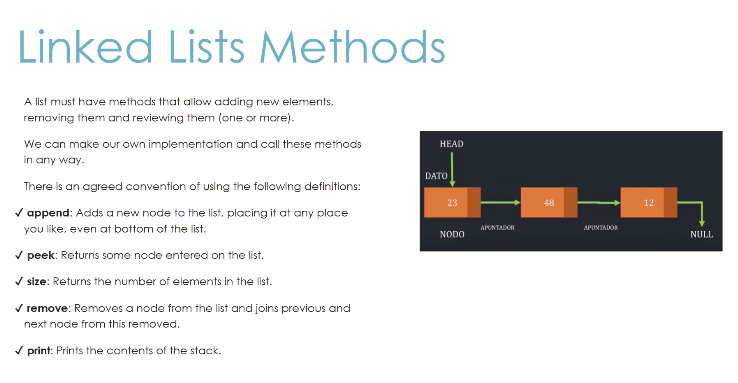 Linked Lists Methods
A list must have methods that allow adding new elements,
removing them and reviewing them (one or more).
We can make our own implementation and call these methods
in any way.
There is an agreed convention of using the following definitions:
✓ append: Adds a new node to the list, placing it at any place
you like, even at bottom of the list.
✓ peek: Returns some node entered on the list.
✓ size: Returns the number of elements in the list.
✓ remove: Removes a node from the list and joins previous and
next node from this removed.
✓ print: Prints the contents of the stack.
HEAD
DATO
23
48
12
APUNTADOR
APUNTADOR
NODO
NULL